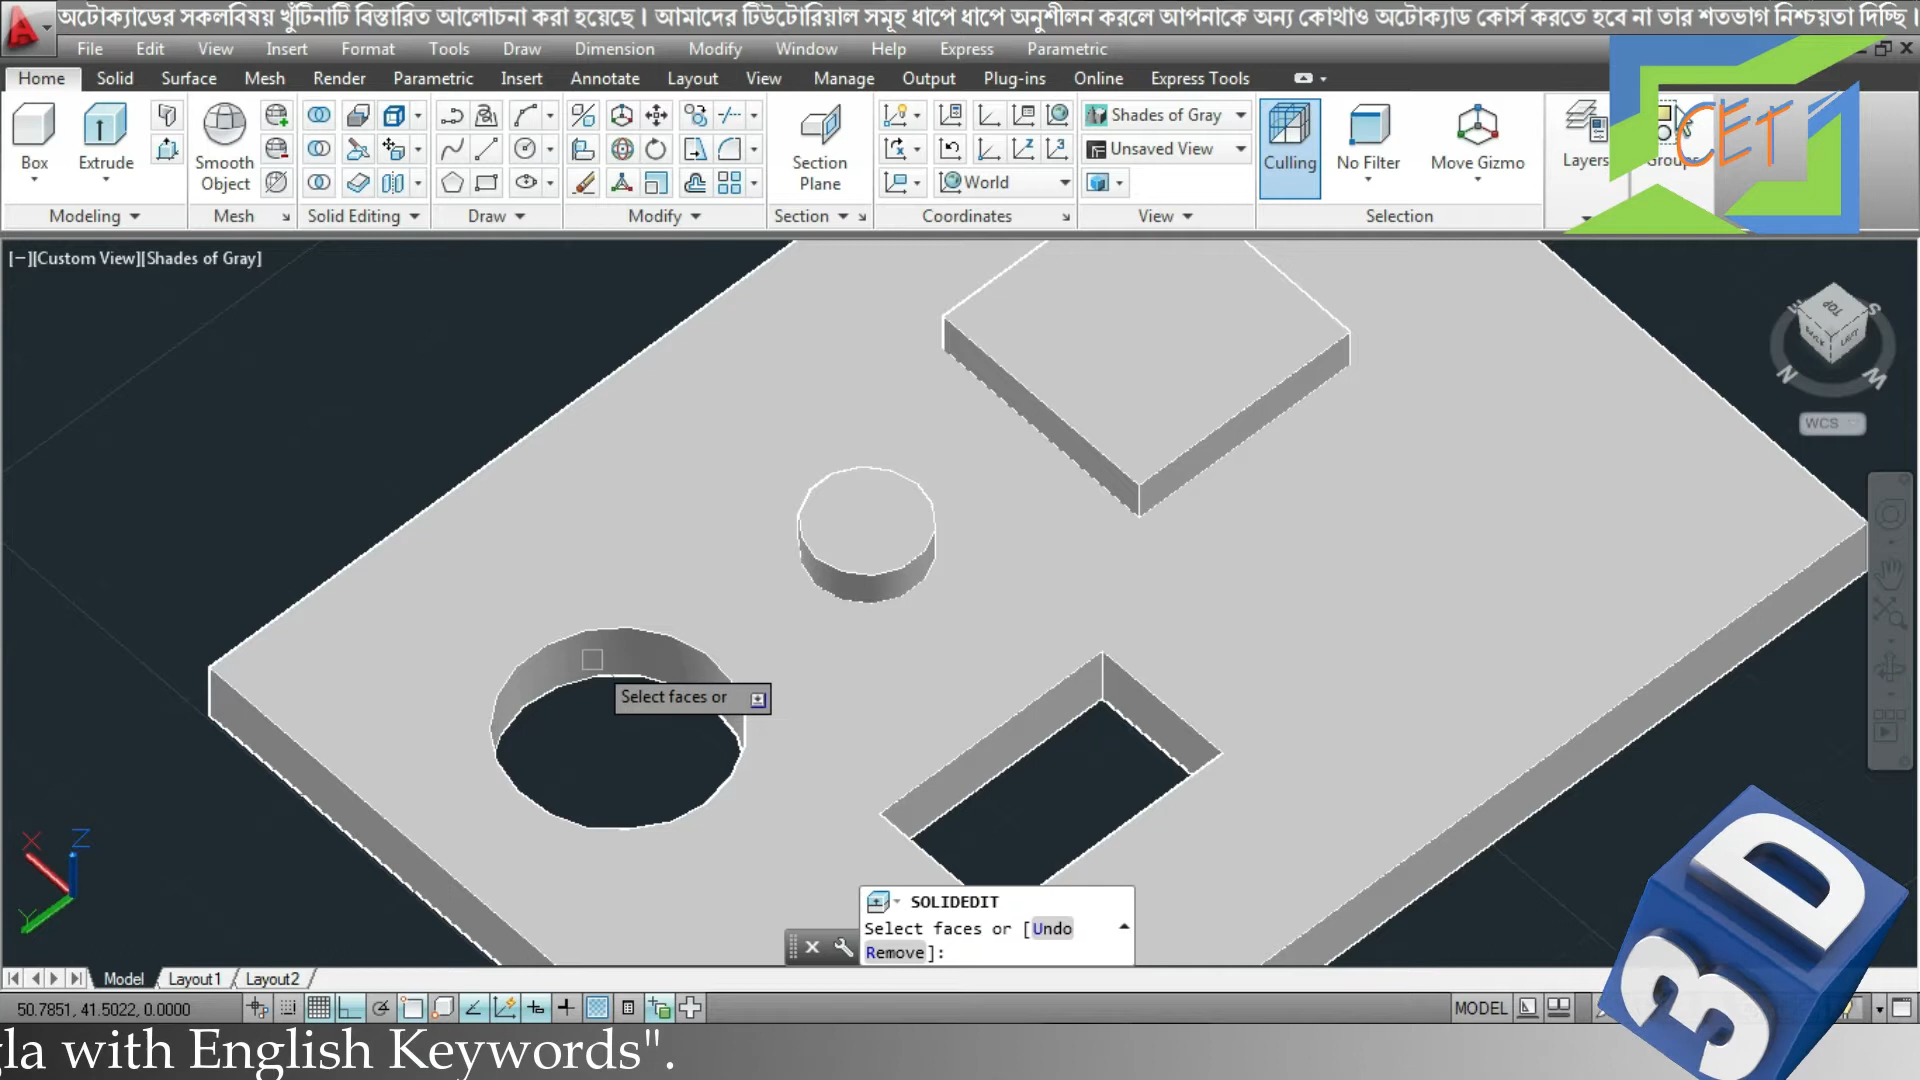 অটোক্যাডের সকলবিষয় খুঁটিনাটি বিস্তারিত আলোচনা করা হয়েছে। আমাদের টিউটোরিয়াল সমূহ ধাপে ধাপে অনুশীলন করলে আপনাকে অন্য কোথাও অটোক্যাড কোর্স করতে হবে না তার শতভাগ নিশ্চয়তা দিচ্ছি।
File Edit View Insert Format Tools Draw Dimension Modify Window Help Express Parametric
Home Solid Surface Mesh Render Parametric Insert Annotate Layout View Manage Output Plug-ins Online Express Tools
Shades of Gray
Unsaved View
World
Box Extrude Smooth Object Section Plane Culling No Filter Move Gizmo Layers Groups
CET
Modeling Mesh Solid Editing Draw Modify Section Coordinates View Selection
[−][Custom View][Shades of Gray]
TOP
BACK LEFT
S
N W
WCS
Select faces or
X Z
Y
SOLIDEDIT
Select faces or [Undo
Remove]:
Model Layout1 Layout2
50.7851, 41.5022, 0.0000 MODEL
3D
gla with English Keywords".